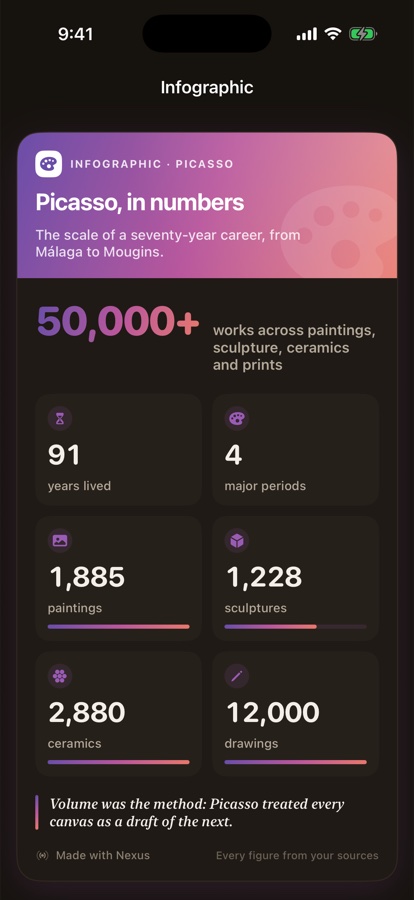 9:41
Infographic
INFOGRAPHIC · PICASSO
Picasso, in numbers
The scale of a seventy-year career, from
Málaga to Mougins.
50,000+
works across paintings,
sculpture, ceramics
and prints
91
years lived
4
major periods
1,885
paintings
1,228
sculptures
2,880
ceramics
12,000
drawings
Volume was the method: Picasso treated every
canvas as a draft of the next.
Made with Nexus
Every figure from your sources